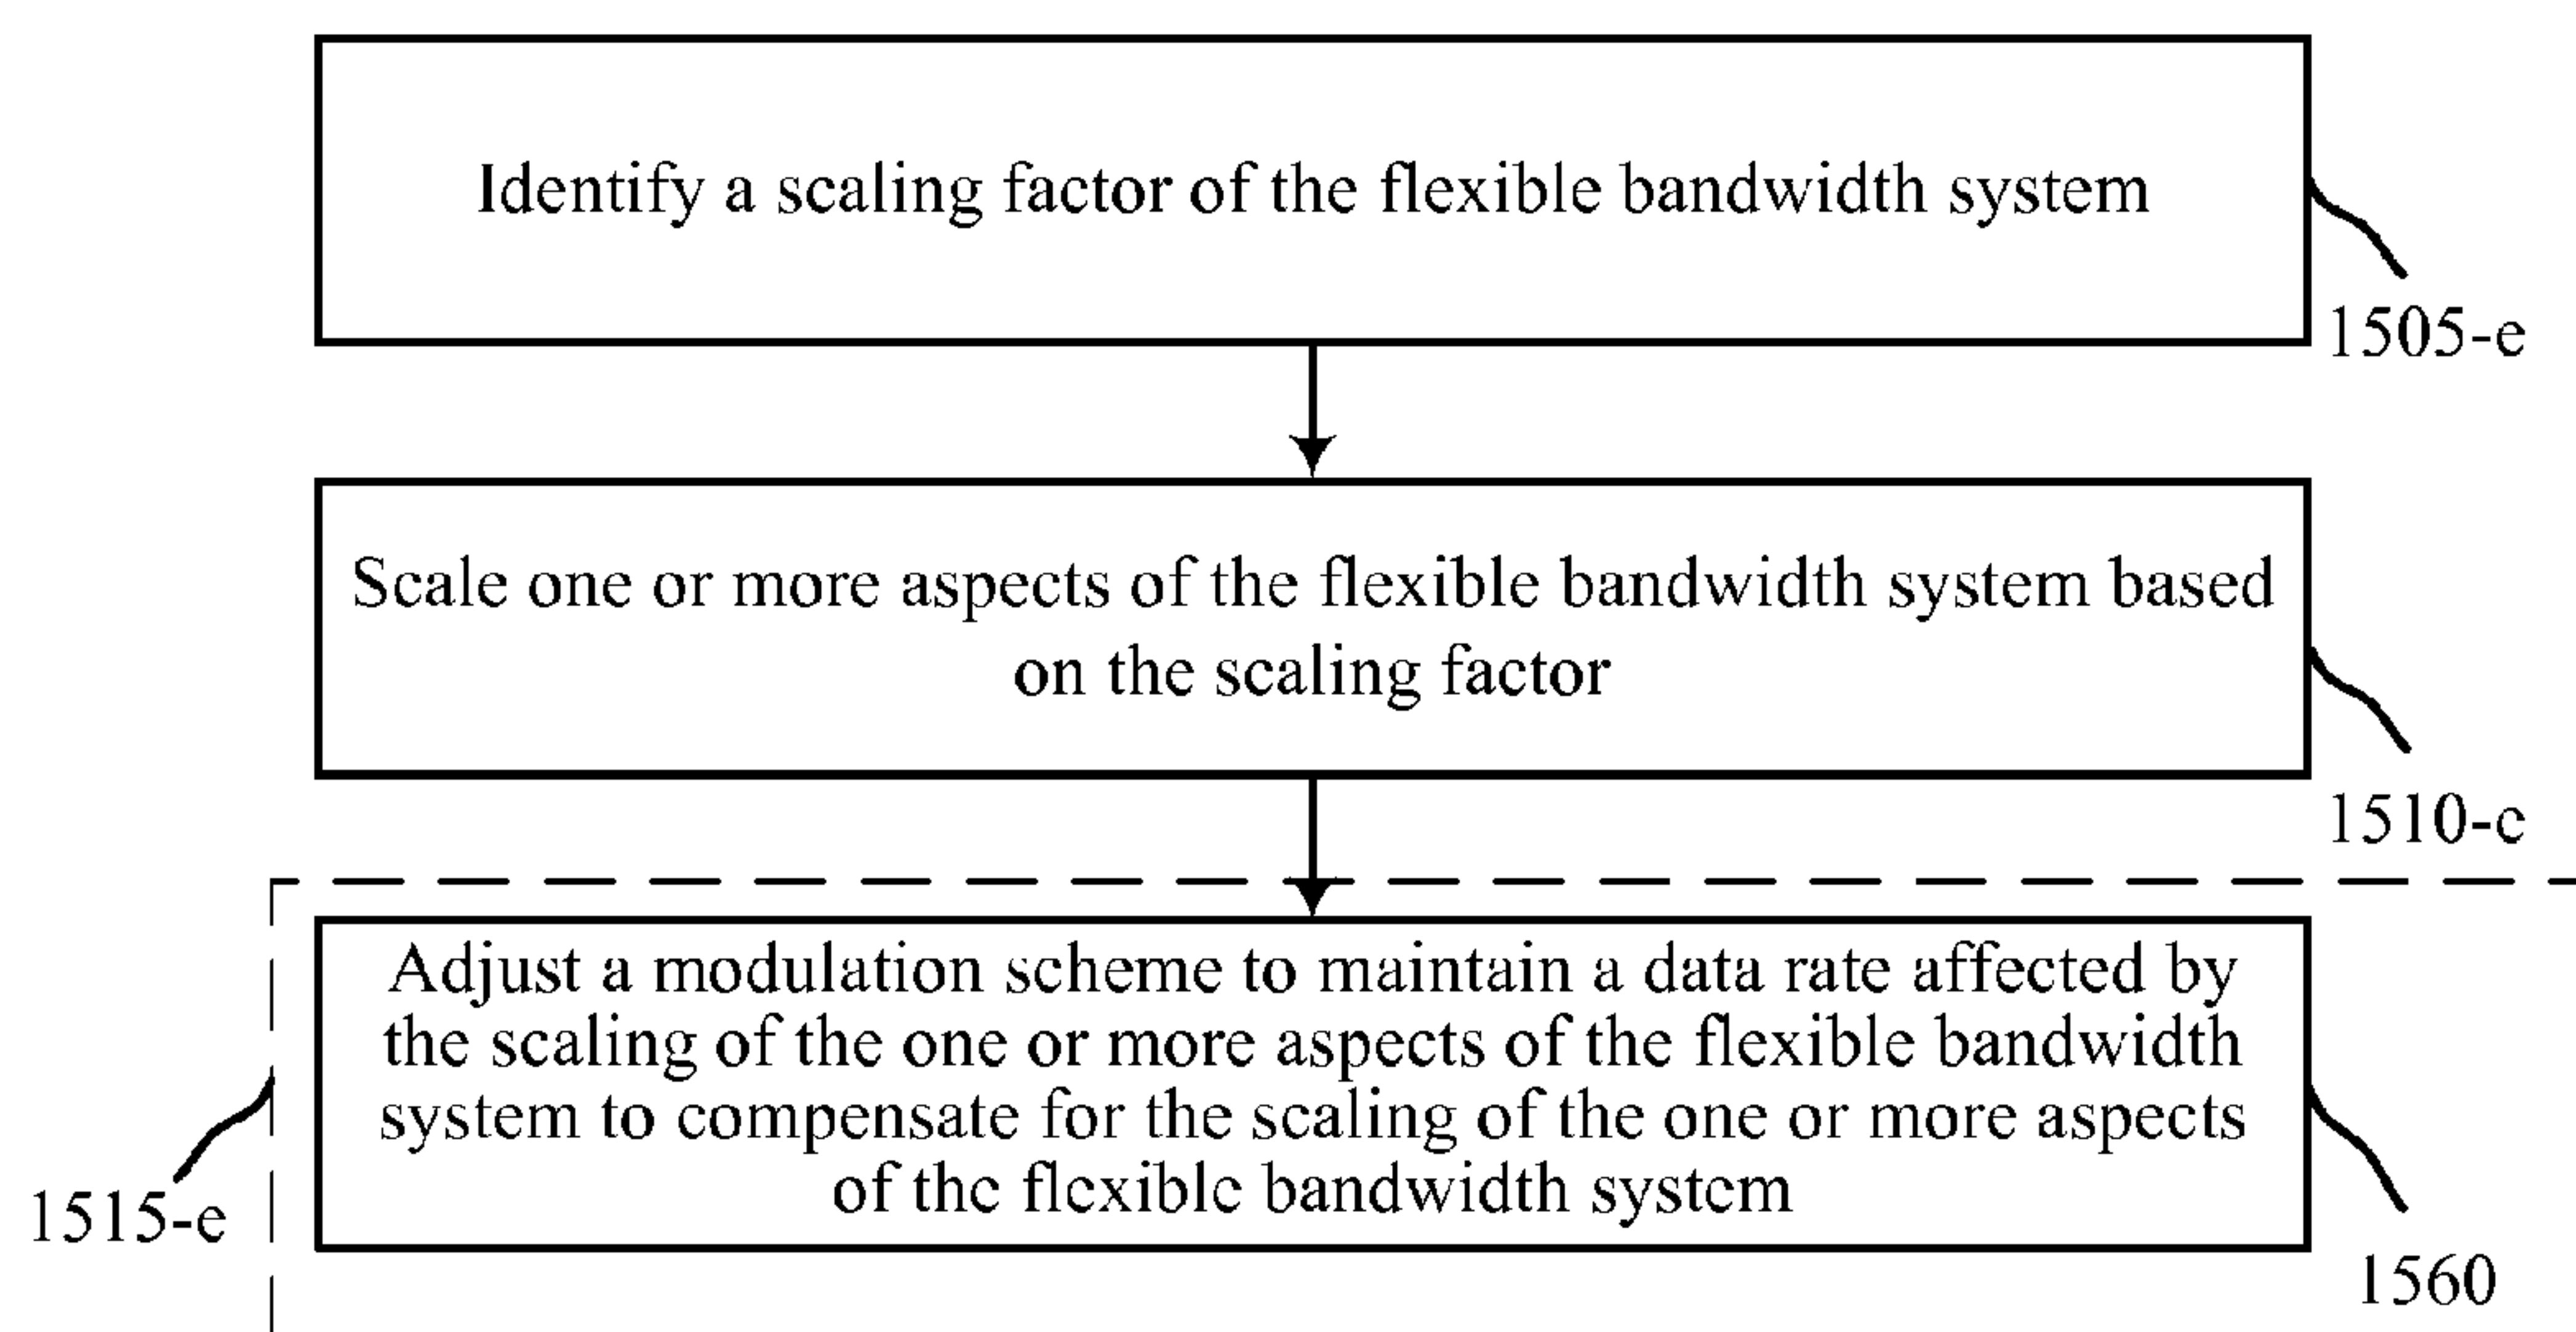 Identify a scaling factor of the flexible bandwidth system
1505-e
Scale one or more aspects of the flexible bandwidth system based
on the scaling factor
1510-c
Adjust a modulation scheme to maintain a data rate affected by
the scaling of the one or more aspects of the flexible bandwidth
system to compensate for the scaling of the one or more aspects
of the flexible bandwidth system
1515-e
1560